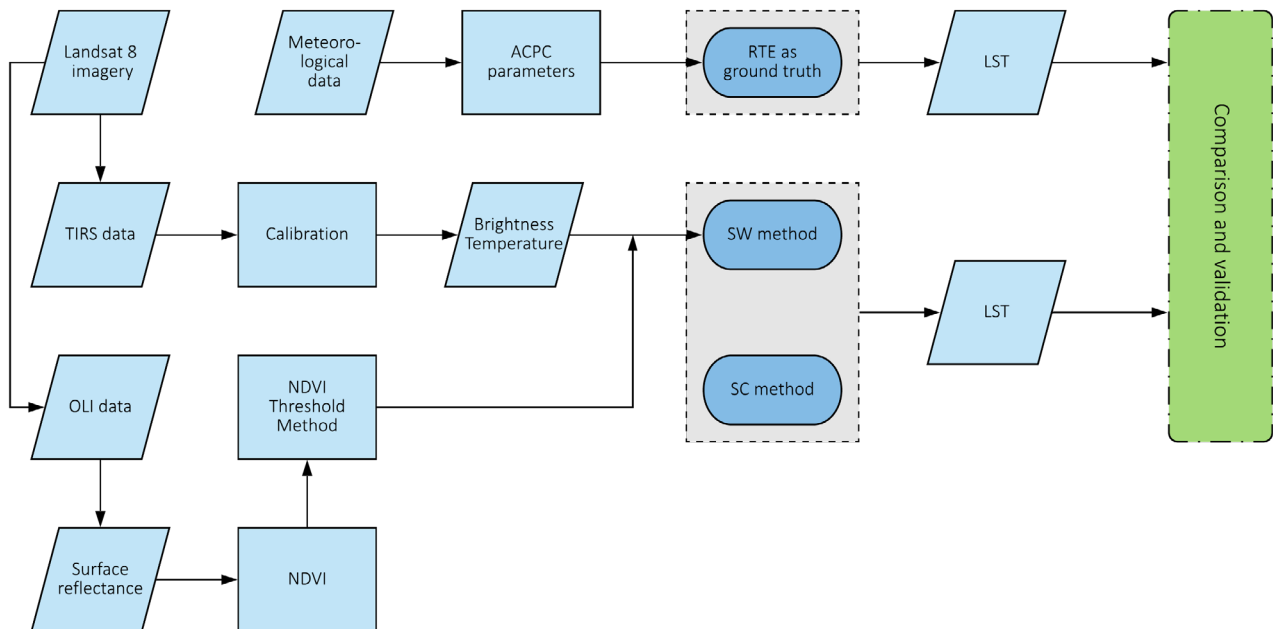 Landsat 8
imagery
Meteoro-
logical
data
ACPC
parameters
RTE as
ground truth
LST
Comparison and validation
TIRS data
Calibration
Brightness
Temperature
SW method
SC method
LST
OLI data
NDVI
Threshold
Method
Surface
reflectance
NDVI